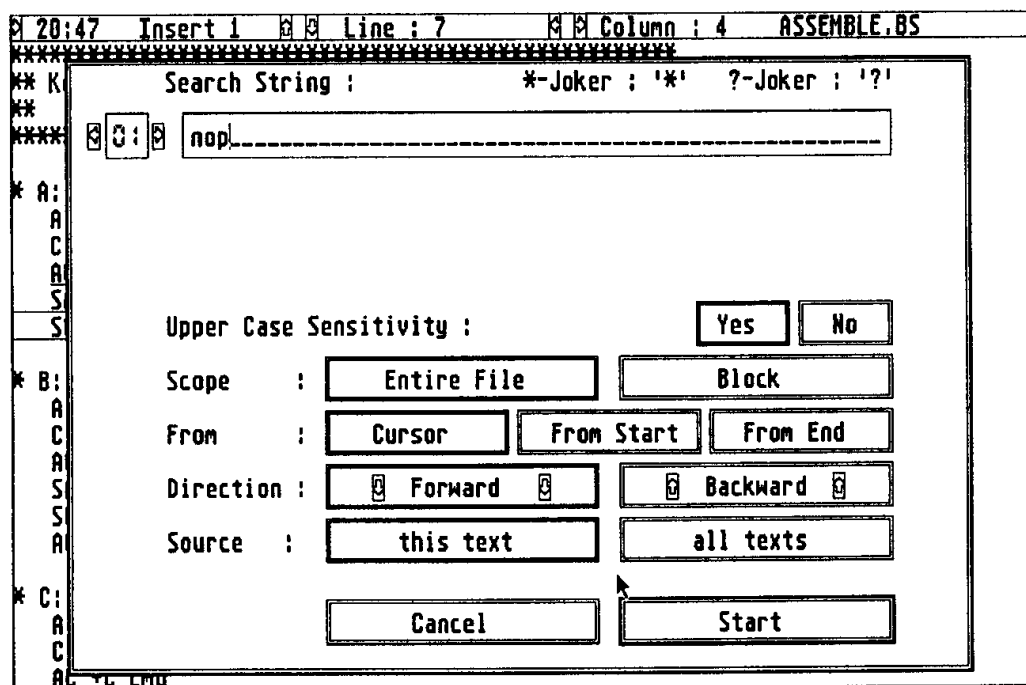 20:47 Insert 1 Line : 7 Column : 4 ASSEMBLE.BS
*****************************************************
** K
Search String : *-Joker : '*' ?-Joker : '?'
**
*****
01 nop
* A:
A
C
A
S
S
Upper Case Sensitivity : Yes No
* B:
Scope : Entire File Block
A
C
From : Cursor From Start From End
A
S
Direction : Forward Backward
S
A
Source : this text all texts
* C:
A
Cancel Start
C